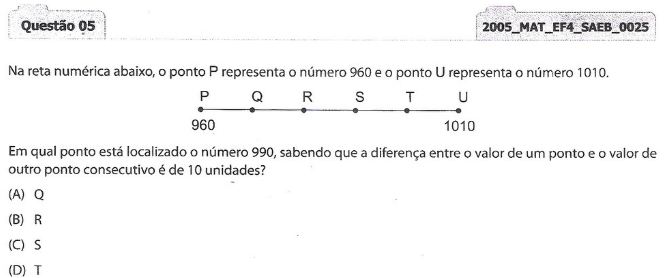 Questão 05
2005_MAT_EF4_SAEB_0025
Na reta numérica abaixo, o ponto P representa o número 960 e o ponto U representa o número 1010.
P Q R S T U
960 1010
Em qual ponto está localizado o número 990, sabendo que a diferença entre o valor de um ponto e o valor de
outro ponto consecutivo é de 10 unidades?
(A) Q
(B) R
(C) S
(D) T